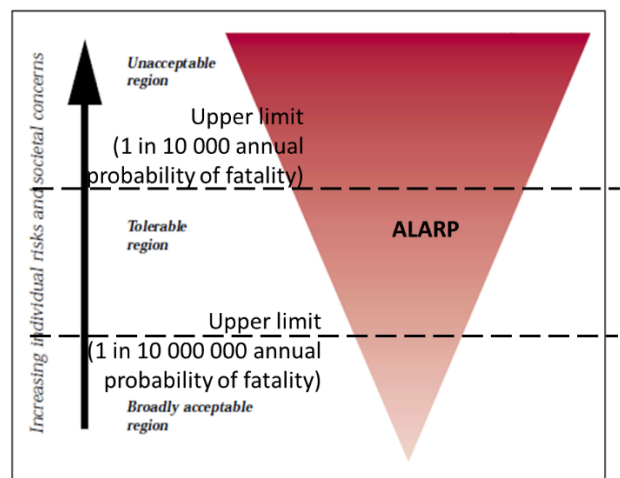 Increasing individual risks and societal concerns
Unacceptable
region
Upper limit
(1 in 10 000 annual
probability of fatality)
Tolerable
region
ALARP
Upper limit
(1 in 10 000 000 annual
probability of fatality)
Broadly acceptable
region